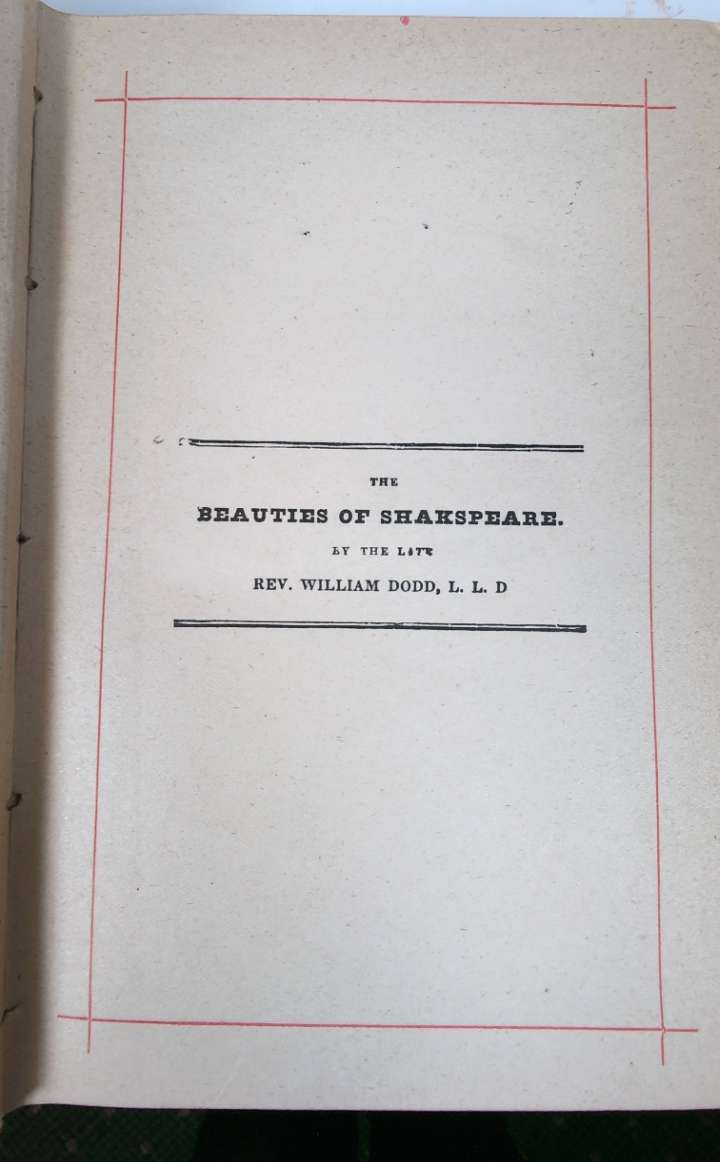 THE
BEAUTIES OF SHAKSPEARE.
BY THE LATE
REV. WILLIAM DODD, L. L. D